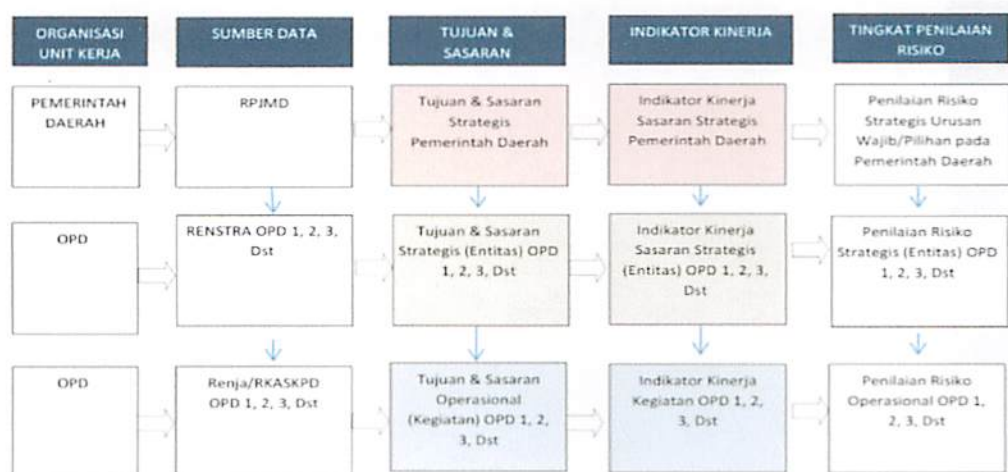 ORGANISASI
UNIT KERJA
SUMBER DATA
TUJUAN &
SASARAN
INDIKATOR KINERJA
TINGKAT PENILAIAN
RISIKO
PEMERINTAH
DAERAH
RPJMD
Tujuan & Sasaran
Strategis
Pemerintah Daerah
Indikator Kinerja
Sasaran Strategis
Pemerintah Daerah
Penilaian Risiko
Strategis Urusan
Wajib/Pilihan pada
Pemerintah Daerah
OPD
RENSTRA OPD 1, 2, 3,
Dst
Tujuan & Sasaran
Strategis (Entitas) OPD
1, 2, 3, Dst
Indikator Kinerja
Sasaran Strategis
(Entitas) OPD 1, 2, 3,
Dst
Penilaian Risiko
Strategis (Entitas) OPD
1, 2, 3, Dst
OPD
Renja/RKASKPD
OPD 1, 2, 3, Dst
Tujuan & Sasaran
Operasional
(Kegiatan) OPD 1, 2,
3, Dst
Indikator Kinerja
Kegiatan OPD 1, 2,
3, Dst
Penilaian Risiko
Operasional OPD 1,
2, 3, Dst